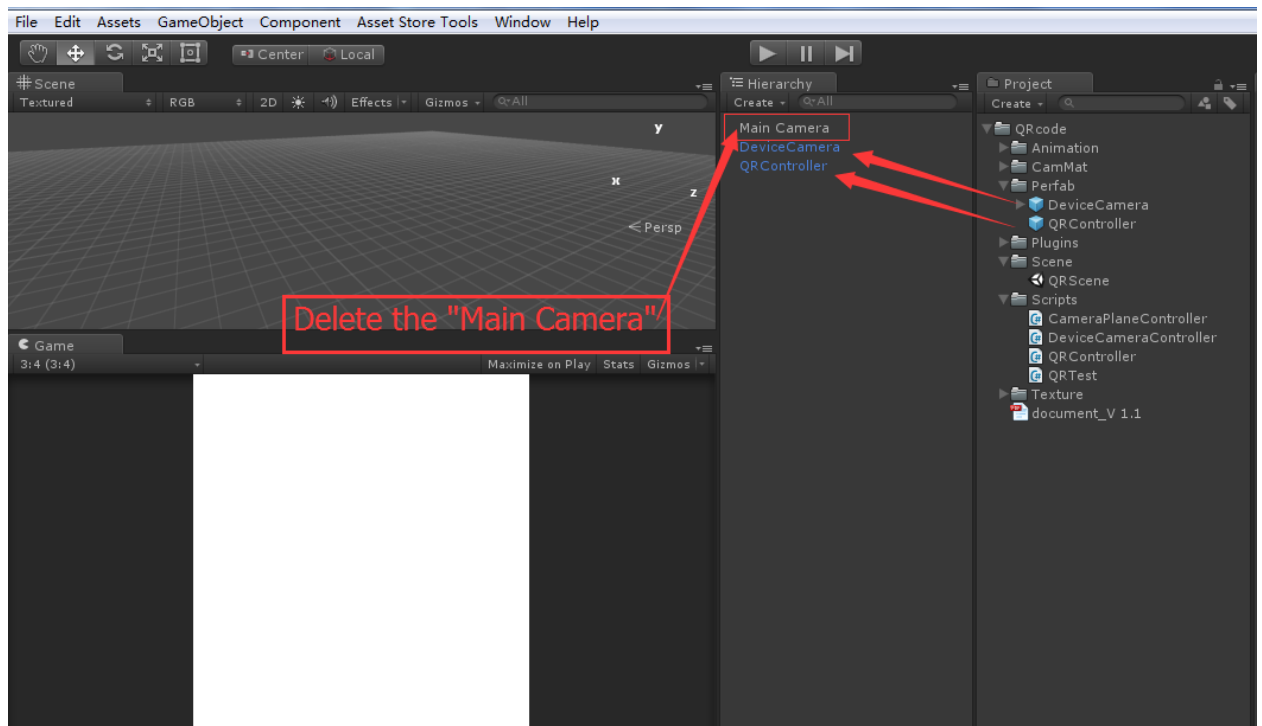 File Edit Assets GameObject Component Asset Store Tools Window Help
Center Local
Scene
Textured RGB 2D Effects Gizmos All
y
x
z
Persp
Delete the "Main Camera"
Game
3:4 (3:4) Maximize on Play Stats Gizmos
Hierarchy
Create All
Main Camera
DeviceCamera
QRController
Project
Create
QRcode
Animation
CamMat
Perfab
DeviceCamera
QRController
Plugins
Scene
QRScene
Scripts
CameraPlaneController
DeviceCameraController
QRController
QRTest
Texture
document_V 1.1